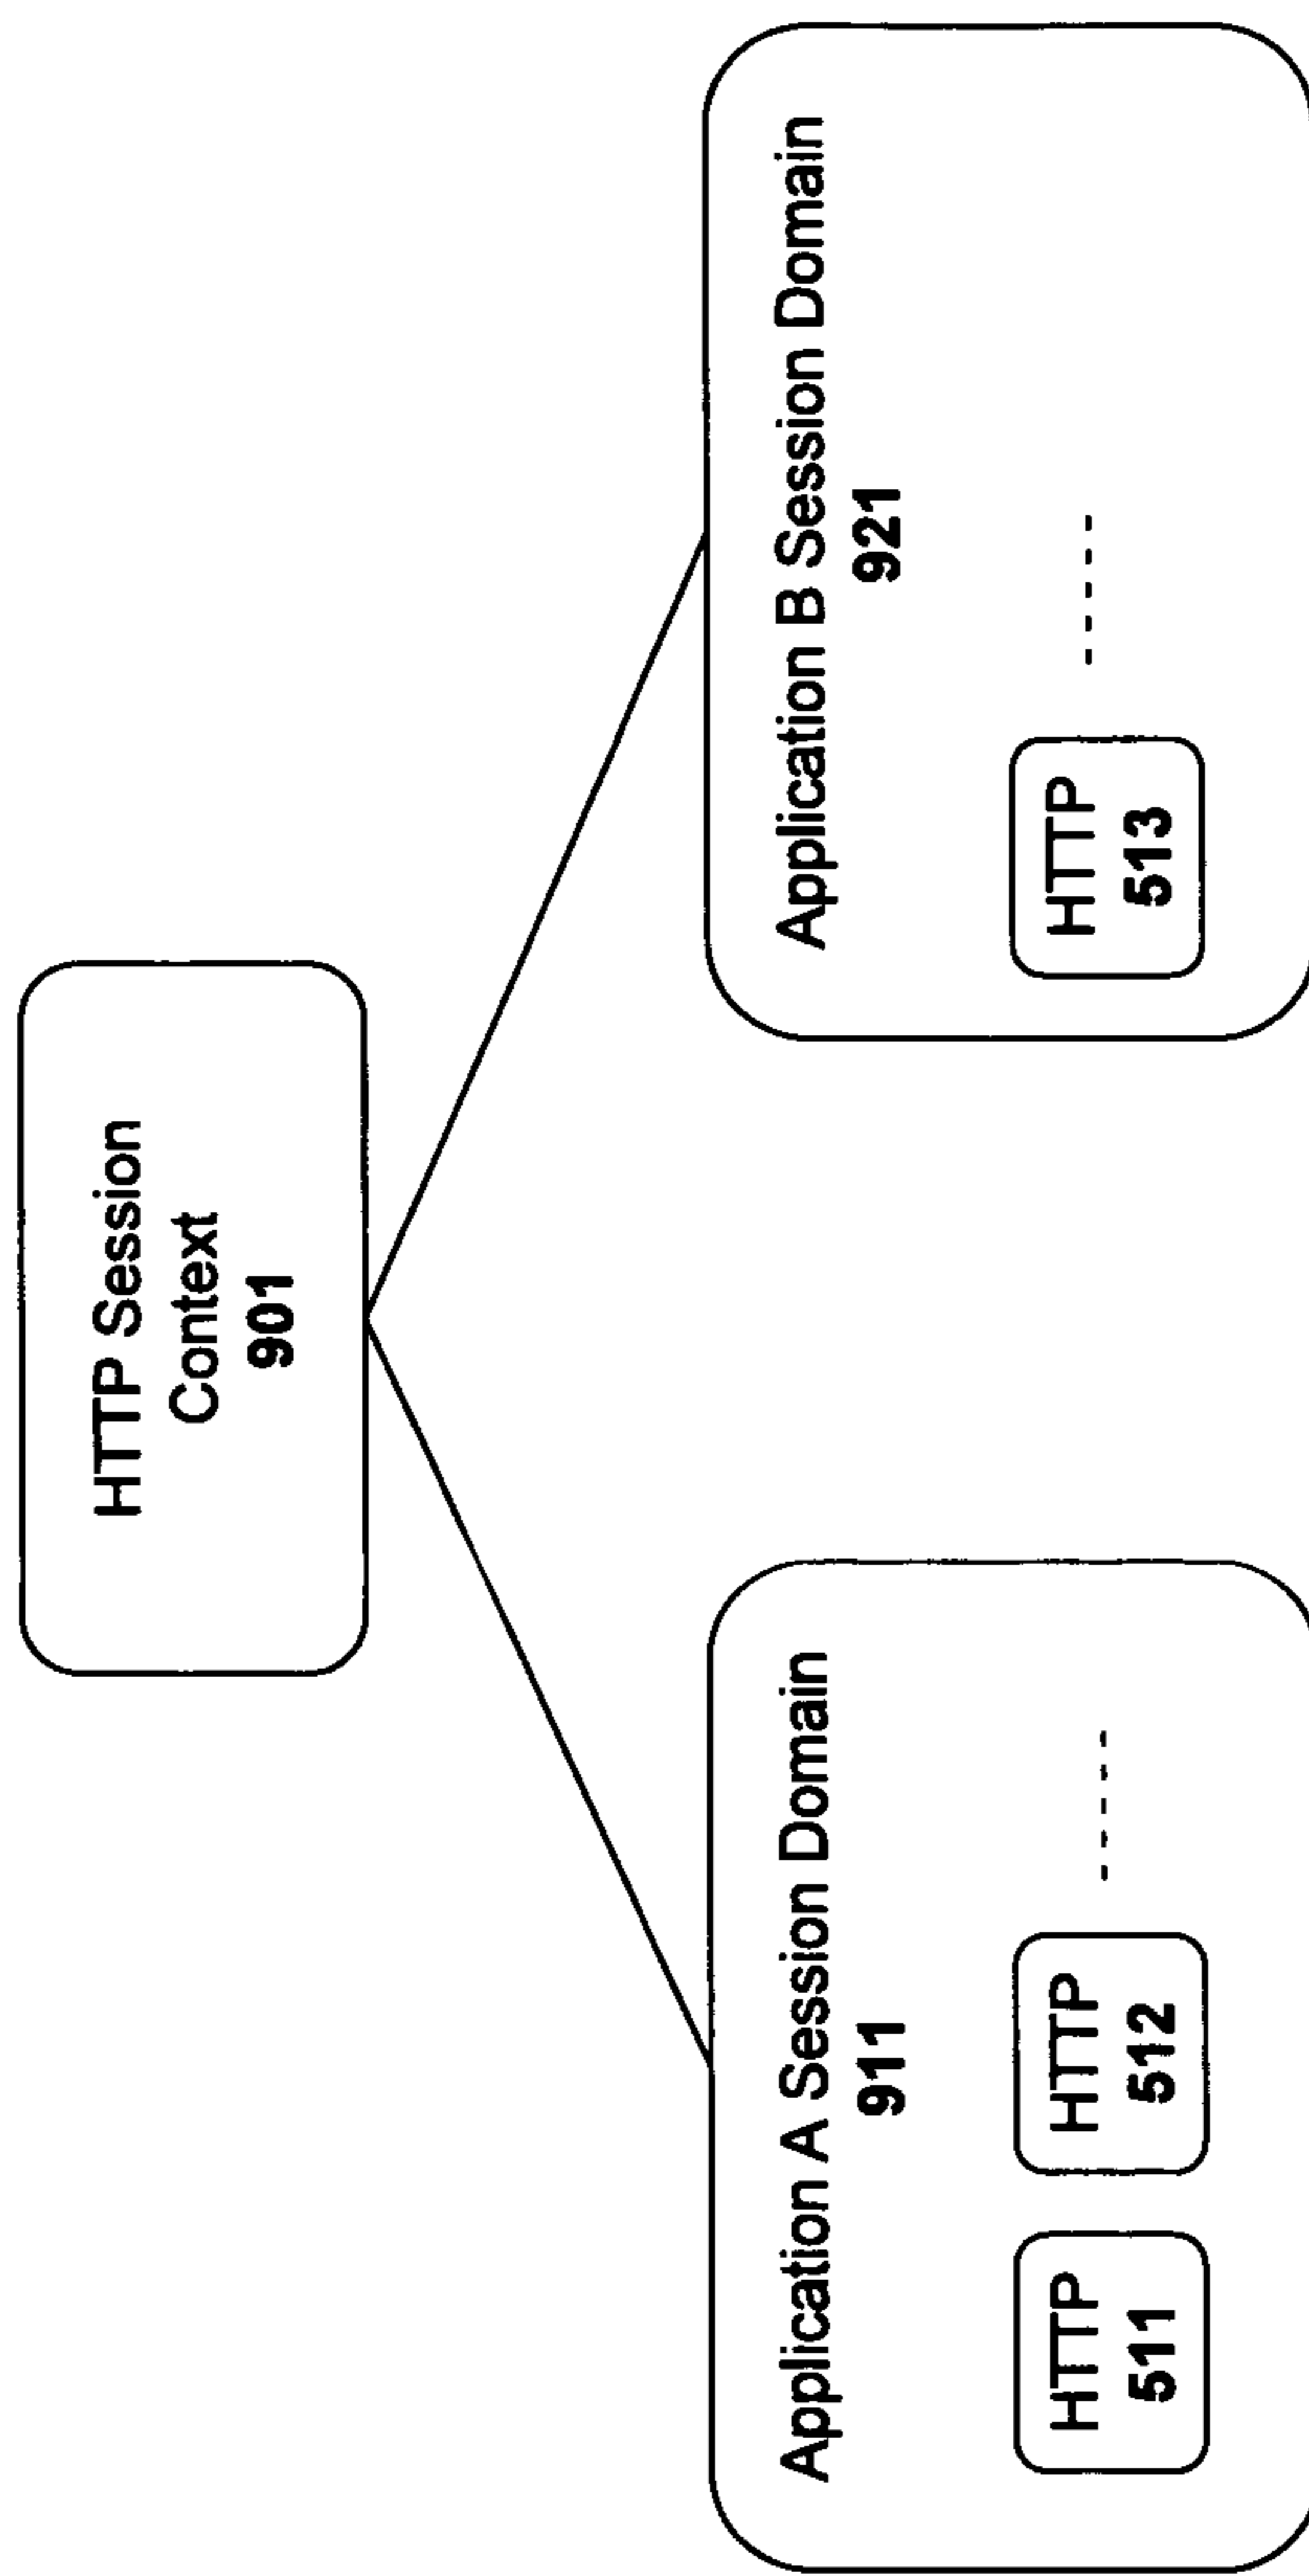 HTTP Session
Context
901
Application A Session Domain
911
HTTP
511
HTTP
512
Application B Session Domain
921
HTTP
513